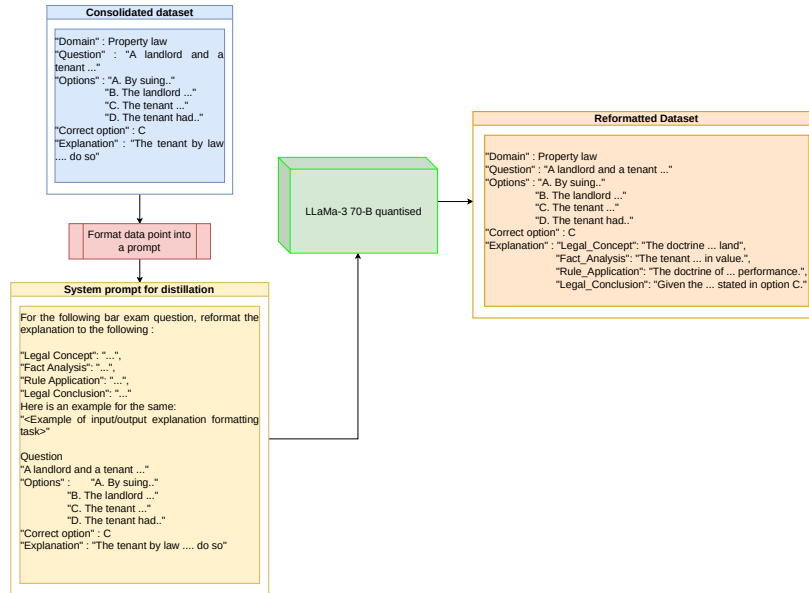 Consolidated dataset
"Domain" : Property law
"Question" : "A landlord and a
tenant ..."
"Options" : "A. By suing.."
"B. The landlord ..."
"C. The tenant ..."
"D. The tenant had.."
"Correct option" : C
"Explanation" : "The tenant by law
.... do so"
Format data point into
a prompt
System prompt for distillation
For the following bar exam question, reformat the
explanation to the following :
"Legal Concept": "...",
"Fact Analysis": "...",
"Rule Application": "...",
"Legal Conclusion": "..."
Here is an example for the same:
"<Example of input/output explanation formatting
task>"
Question
"A landlord and a tenant ..."
"Options" : "A. By suing.."
"B. The landlord ..."
"C. The tenant ..."
"D. The tenant had.."
"Correct option" : C
"Explanation" : "The tenant by law .... do so"
LLaMa-3 70-B quantised
Reformatted Dataset
"Domain" : Property law
"Question" : "A landlord and a tenant ..."
"Options" : "A. By suing.."
"B. The landlord ..."
"C. The tenant ..."
"D. The tenant had.."
"Correct option" : C
"Explanation" : "Legal_Concept": "The doctrine ... land",
"Fact_Analysis": "The tenant ... in value.",
"Rule_Application": "The doctrine of ... performance.",
"Legal_Conclusion": "Given the ... stated in option C."